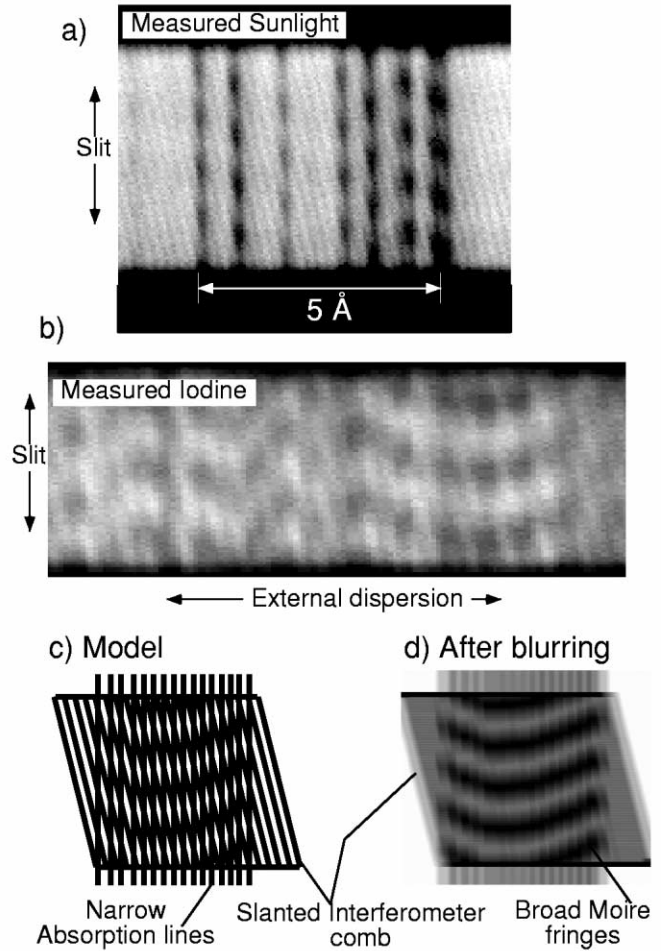 a)
Measured Sunlight
Slit
5 Å
b)
Measured Iodine
Slit
External dispersion
c) Model
d) After blurring
Narrow
Absorption lines
Slanted Interferometer
comb
Broad Moire
fringes